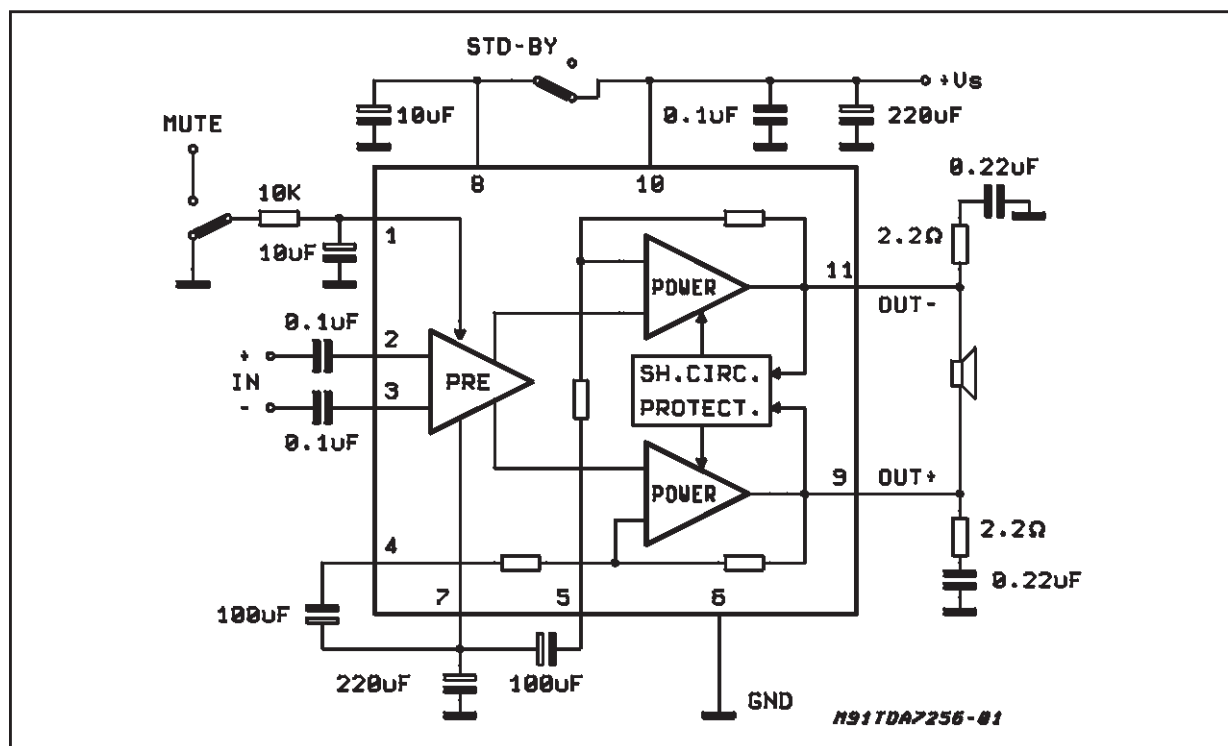 STD-BY
+Vs
10uF
0.1uF
220uF
MUTE
0.22uF
8
10
10K
1
2.2Ω
10uF
11
POWER
OUT-
0.1uF
2
+
IN
-
PRE
SH.CIRC.
PROTECT.
3
0.1uF
9
OUT+
POWER
2.2Ω
4
0.22uF
7
5
6
100uF
220uF
100uF
GND
M91TDA7256-01